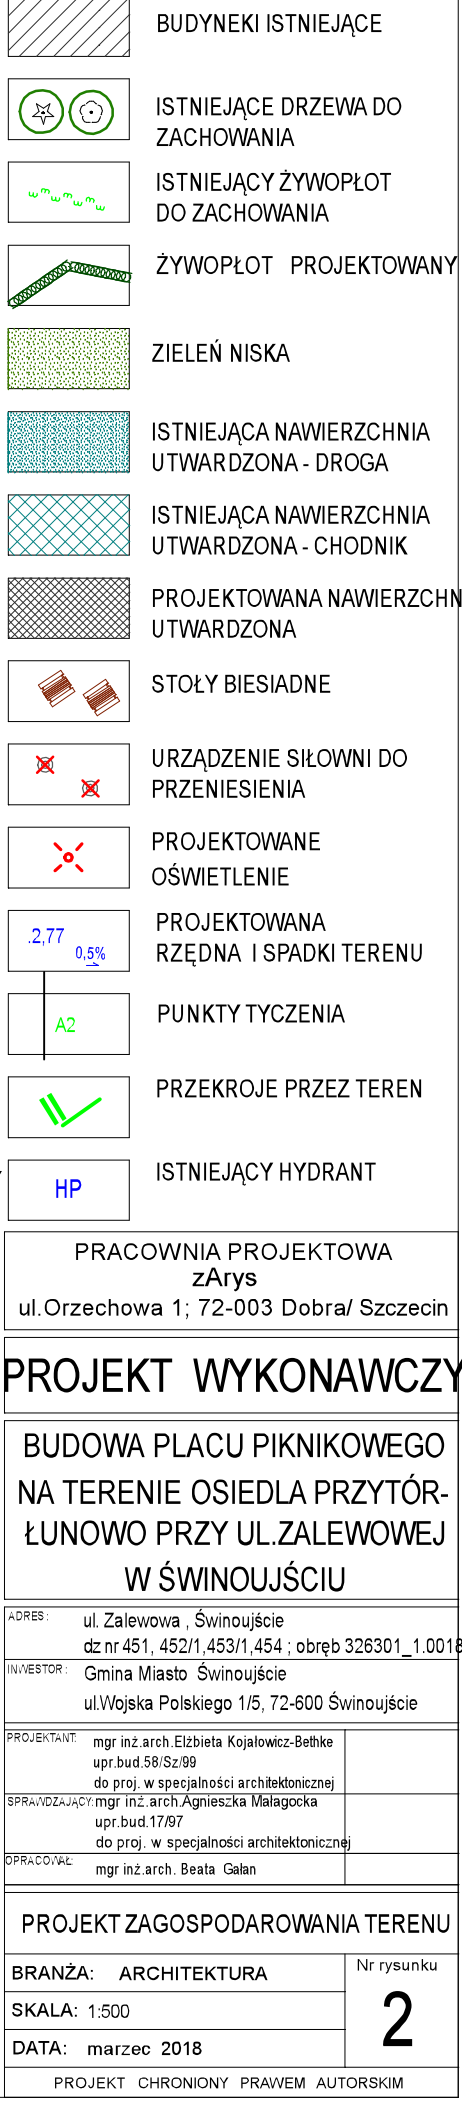 BUDYNEKI ISTNIEJĄCE
ISTNIEJĄCE DRZEWA DO
ZACHOWANIA
ISTNIEJĄCY ŻYWOPŁOT
DO ZACHOWANIA
ŻYWOPŁOT PROJEKTOWANY
ZIELEŃ NISKA
ISTNIEJĄCA NAWIERZCHNIA
UTWARDZONA - DROGA
ISTNIEJĄCA NAWIERZCHNIA
UTWARDZONA - CHODNIK
PROJEKTOWANA NAWIERZCHN
UTWARDZONA
STOŁY BIESIADNE
URZĄDZENIE SIŁOWNI DO
PRZENIESIENIA
PROJEKTOWANE
OŚWIETLENIE
.2,77 0,5%
PROJEKTOWANA
RZĘDNA I SPADKI TERENU
A2 PUNKTY TYCZENIA
PRZEKROJE PRZEZ TEREN
HP ISTNIEJĄCY HYDRANT
PRACOWNIA PROJEKTOWA
zArys
ul.Orzechowa 1; 72-003 Dobra/ Szczecin
PROJEKT WYKONAWCZY
BUDOWA PLACU PIKNIKOWEGO
NA TERENIE OSIEDLA PRZYTÓR-
ŁUNOWO PRZY UL.ZALEWOWEJ
W ŚWINOUJŚCIU
ADRES: ul. Zalewowa , Świnoujście
dz nr 451, 452/1,453/1,454 ; obręb 326301_1.0018
INWESTOR: Gmina Miasto Świnoujście
ul.Wojska Polskiego 1/5, 72-600 Świnoujście
PROJEKTANT: mgr inż.arch.Elżbieta Kojałowicz-Bethke
upr.bud.58/Sz/99
do proj. w specjalności architektonicznej
SPRAWDZAJĄCY: mgr inż.arch.Agnieszka Małagocka
upr.bud.17/97
do proj. w specjalności architektonicznej
OPRACOWAŁ: mgr inż.arch. Beata Gałan
PROJEKT ZAGOSPODAROWANIA TERENU
BRANŻA: ARCHITEKTURA
SKALA: 1:500
DATA: marzec 2018
Nr rysunku
2
PROJEKT CHRONIONY PRAWEM AUTORSKIM